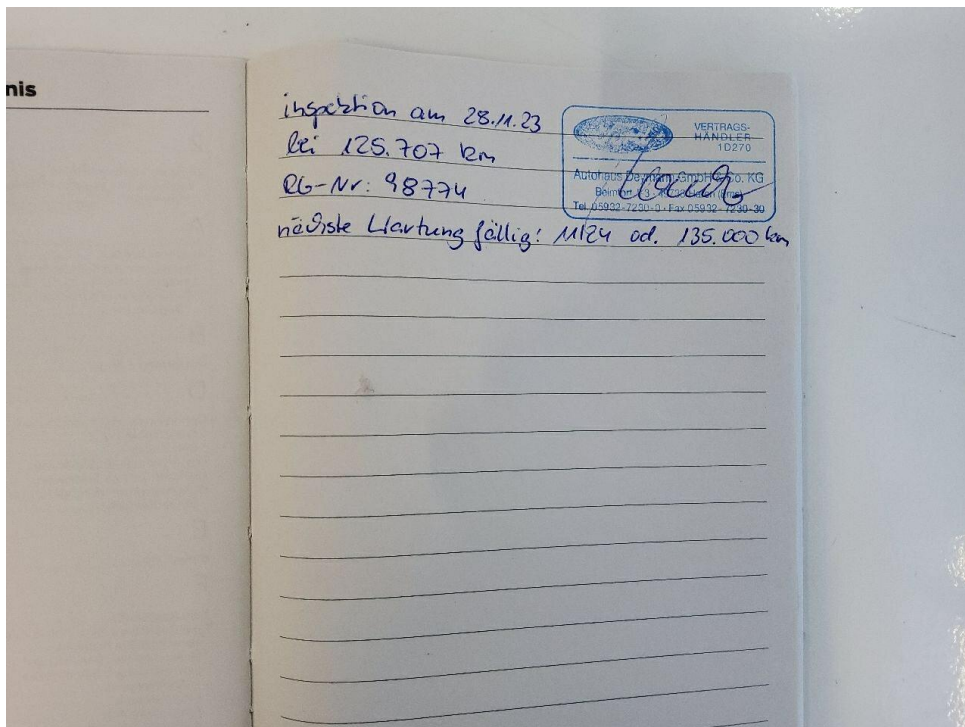 nis
inspektion am 28.11.23
bei 125.707 km
RG-Nr: 98774
nächste Wartung fällig: 11/24 od. 135.000 km
VERTRAGS-
HÄNDLER
1D270
Autohaus GmbH & Co. KG
Tel. 05932-7230-0 · Fax 05932-7230-30